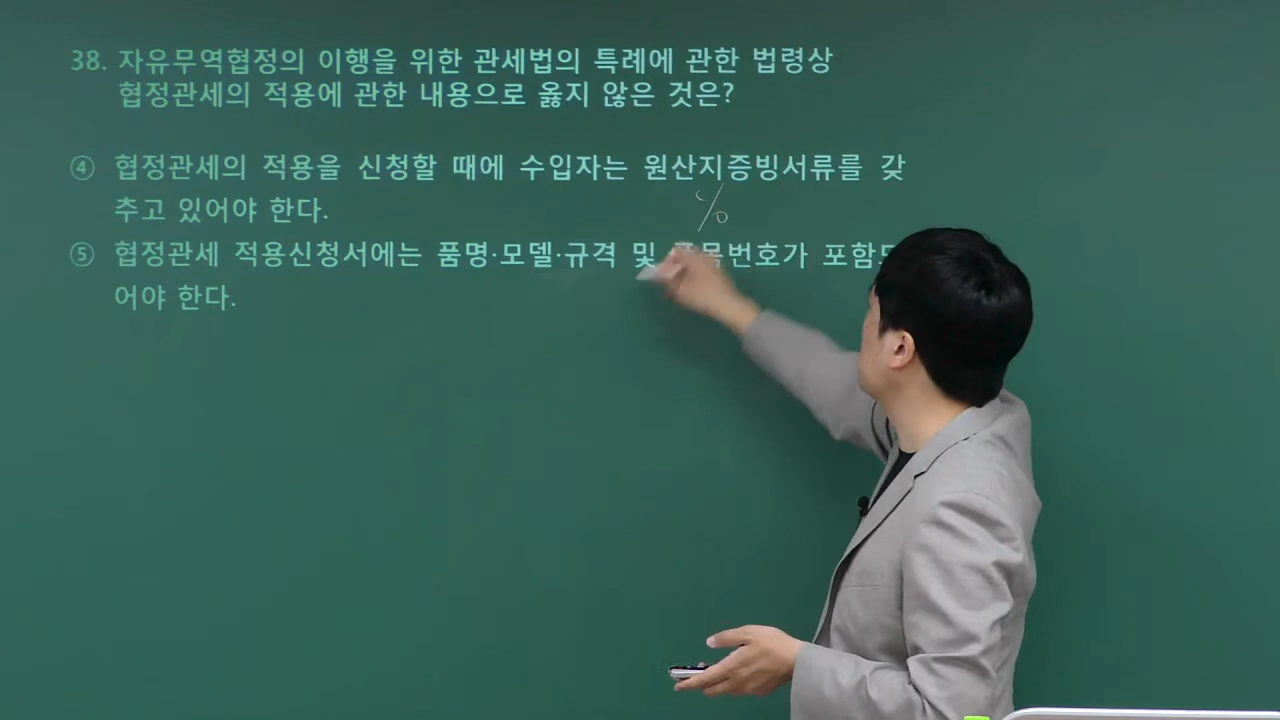 38. 자유무역협정의 이행을 위한 관세법의 특례에 관한 법령상
협정관세의 적용에 관한 내용으로 옳지 않은 것은?
④ 협정관세의 적용을 신청할 때에 수입자는 원산지증빙서류를 갖
추고 있어야 한다.
%
⑤ 협정관세 적용신청서에는 품명·모델·규격 및 포함
어야 한다.